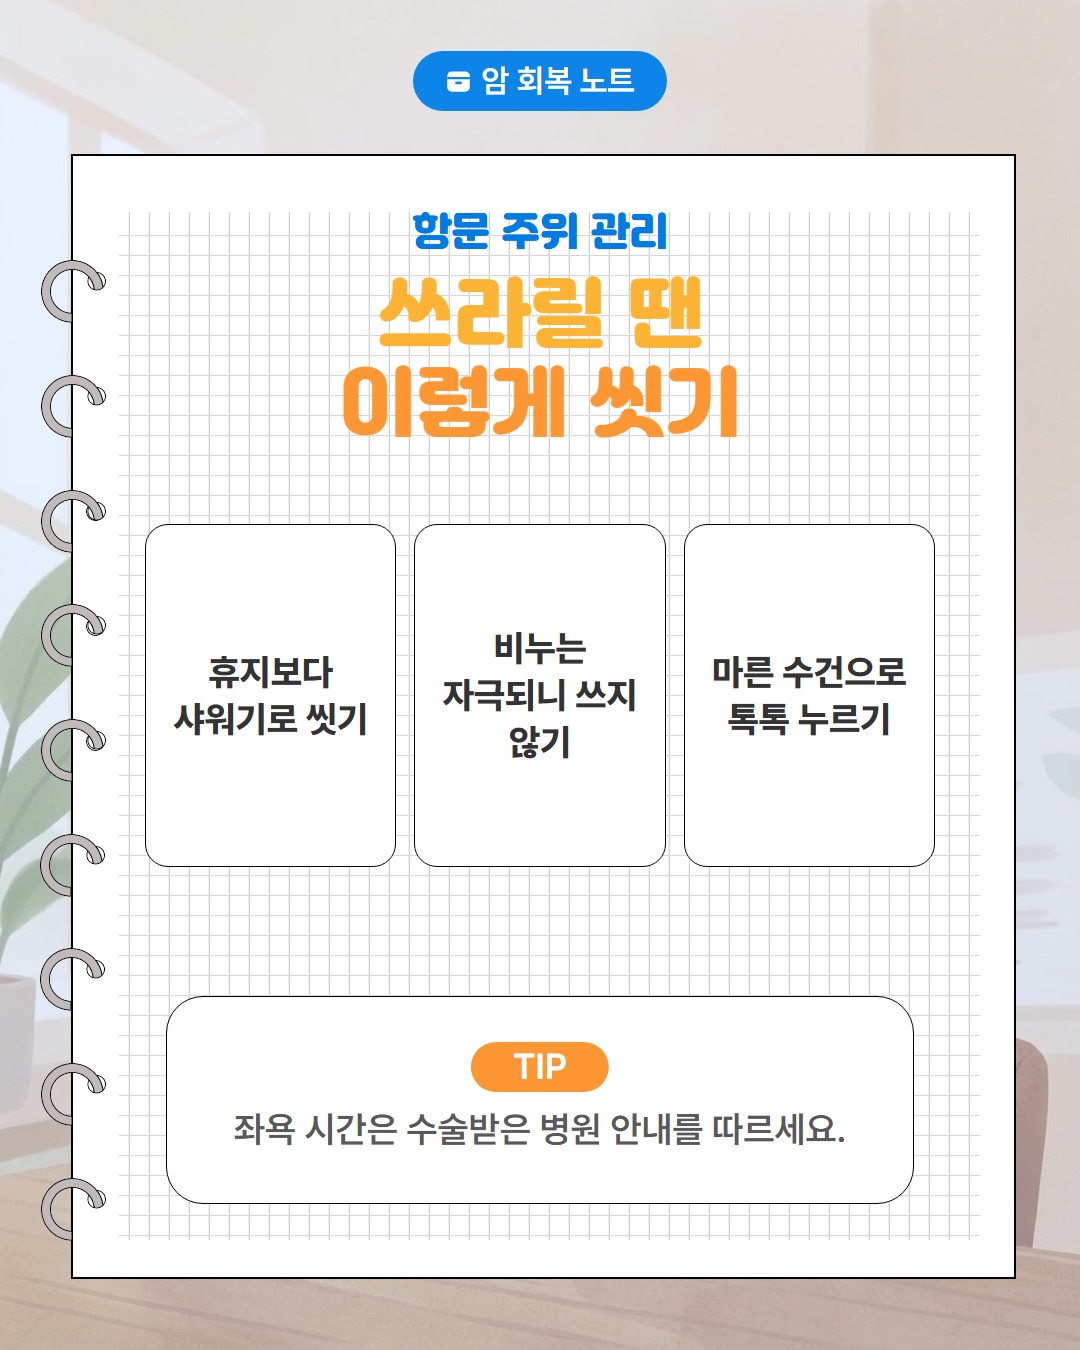 암 회복 노트
항문 주위 관리
쓰라릴 땐
이렇게 씻기
휴지보다
샤워기로 씻기
비누는
자극되니 쓰지
않기
마른 수건으로
톡톡 누르기
TIP
좌욕 시간은 수술받은 병원 안내를 따르세요.